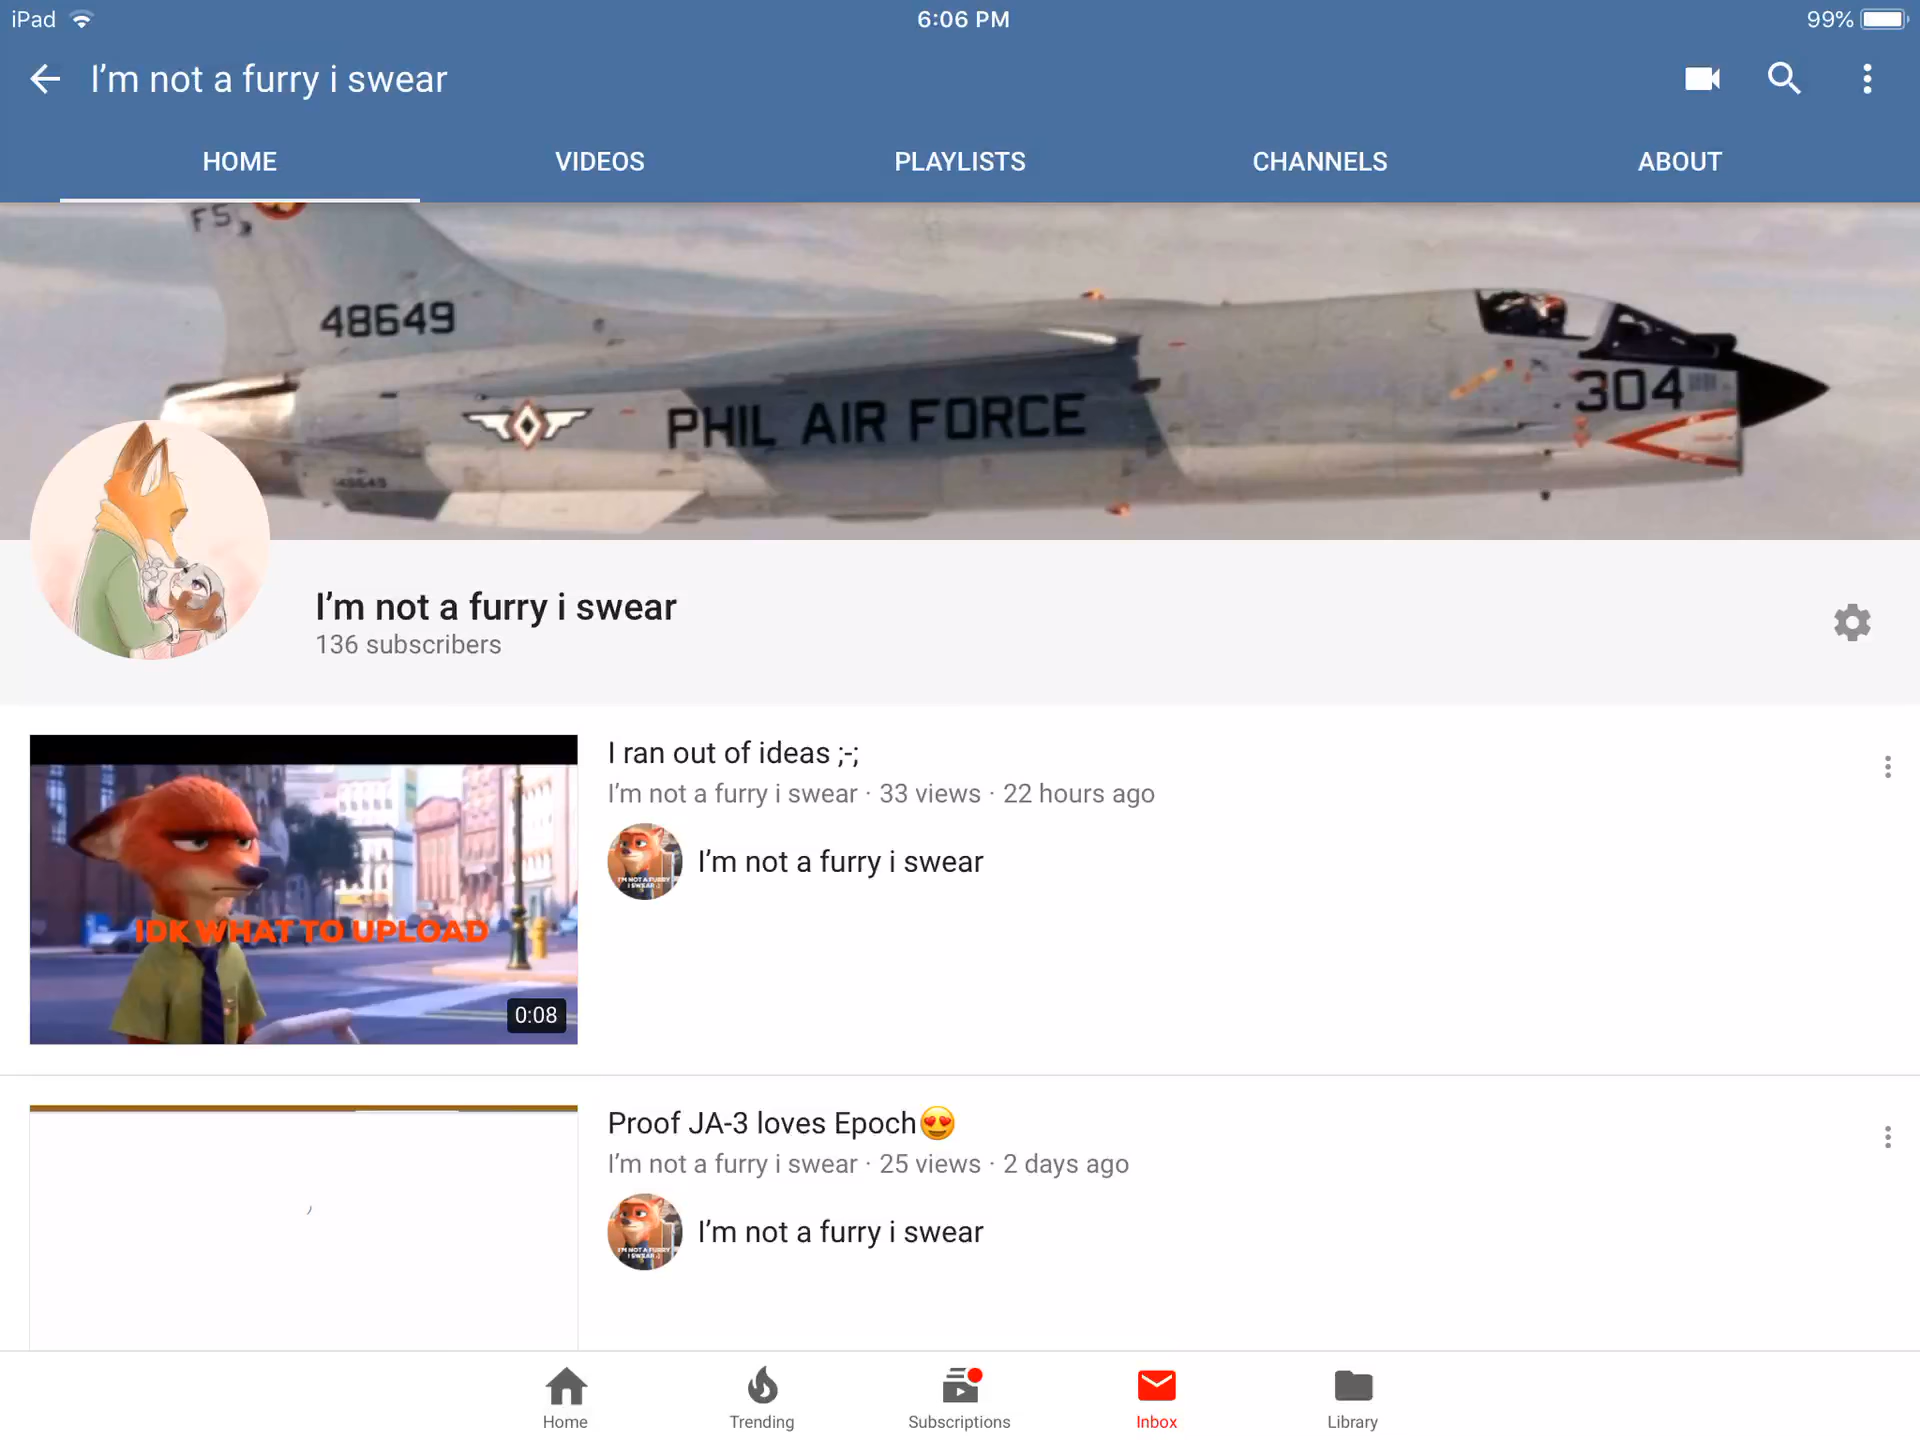 iPad 6:06 PM 99%
I'm not a furry i swear
HOME VIDEOS PLAYLISTS CHANNELS ABOUT
48649
PHIL AIR FORCE
304
I'm not a furry i swear
136 subscribers
I ran out of ideas ;-;
I'm not a furry i swear · 33 views · 22 hours ago
I'm not a furry i swear
IDK WHAT TO UPLOAD
0:08
Proof JA-3 loves Epoch😍
I'm not a furry i swear · 25 views · 2 days ago
I'm not a furry i swear
Home Trending Subscriptions Inbox Library